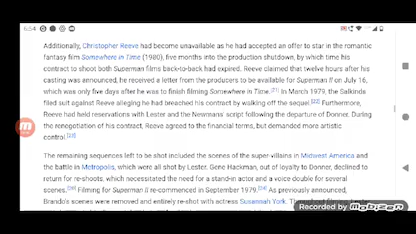 6:54
Additionally, Christopher Reeve had become unavailable as he had accepted an offer to star in the romantic
fantasy film Somewhere in Time (1980), five months into the production shutdown, by which time his
contract to shoot both Superman films back-to-back had expired. Reeve claimed that twelve hours after his
casting was announced, he received a letter from the producers to be available for Superman II on July 16,
which was only five days after he was to finish filming Somewhere in Time.[21] In March 1979, the Salkinds
filed suit against Reeve alleging he had breached his contract by walking off the sequel.[22] Furthermore,
Reeve had held reservations with Lester and the Newmans' script following the departure of Donner. During
the renegotiation of his contract, Reeve agreed to the financial terms, but demanded more artistic
control.[23]
The remaining sequences left to be shot included the scenes of the super-villains in Midwest America and
the battle in Metropolis, which were all shot by Lester. Gene Hackman, out of loyalty to Donner, declined to
return for re-shoots, which necessitated the need for a stand-in actor and a voice double for several
scenes.[20] Filming for Superman II re-commenced in September 1979.[24] As previously announced,
Brando's scenes were removed and entirely re-shot with actress Susannah York. Throughout filming
Recorded by Mobizen